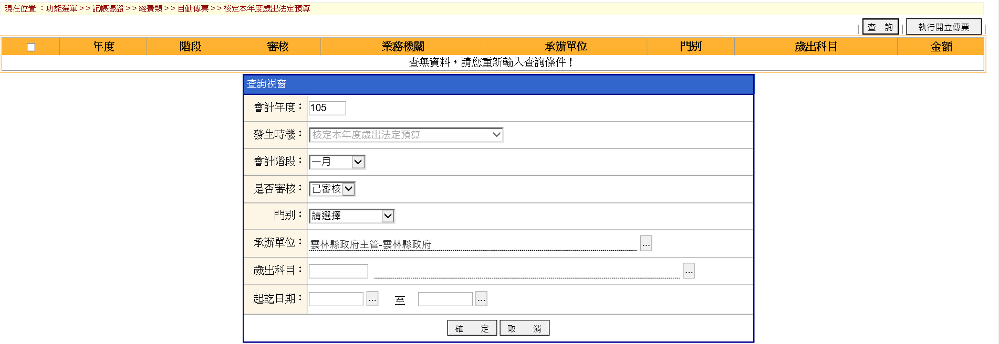 現在位置 ：功能選單>>記帳憑證>>經費類>>自動傳票>>核定本年度歲出法定預算
| 查 詢 | 執行開立傳票 |
年度 階段 審核 業務機關 承辦單位 門別 歲出科目 金額
查無資料，請您重新輸入查詢條件！
查詢視窗
會計年度： 105
發生時機： 核定本年度歲出法定預算
會計階段： 一月
是否審核： 已審核
門別： 請選擇
承辦單位： 雲林縣政府主管-雲林縣政府 ...
歲出科目： ...
起訖日期： ... 至 ...
確 定 取 消